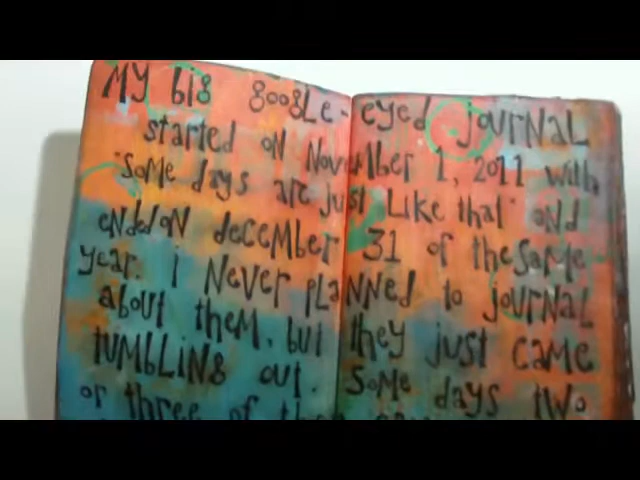 My big google-eyed journal
started on November 1, 2011 with
"some days are just like that" and
ended on december 31 of the same
year. i never planned to journal
about them, but they just came
tumbling out. some days two
or three of